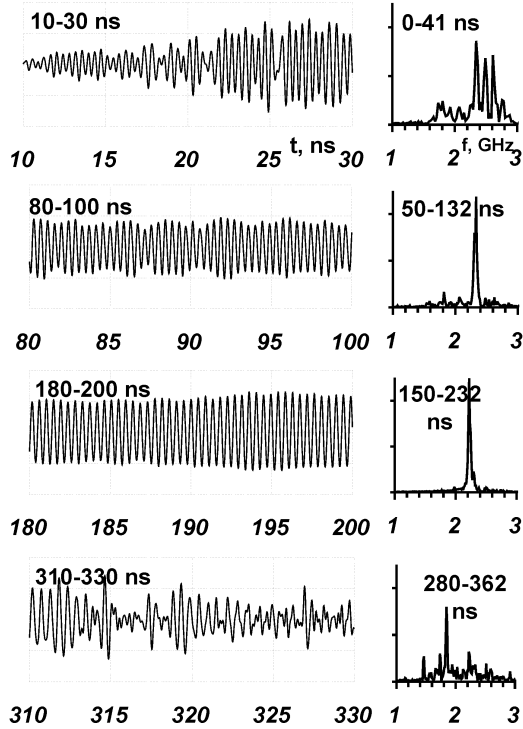 10-30 ns
0-41 ns
t, ns
f, GHz
10 15 20 25 30
1 2 3
80-100 ns
50-132 ns
80 85 90 95 100
1 2 3
180-200 ns
150-232
ns
180 185 190 195 200
1 2 3
310-330 ns
280-362
ns
310 315 320 325 330
1 2 3